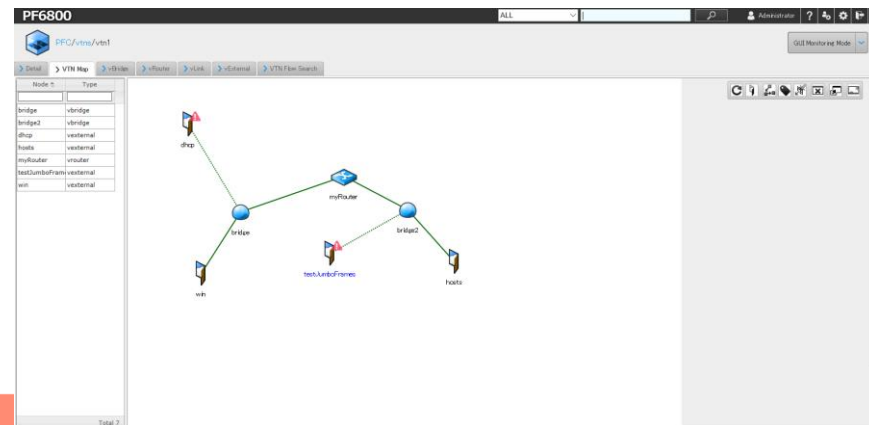 PF6800
ALL
Administrator
?
PFC/vtns/vtn1
GUI Monitoring Mode
Detail
VTN Map
vBridge
vRouter
vLink
vExternal
VTN Flow Search
Node Type
bridge vbridge
bridge2 vbridge
dhcp vexternal
hosts vexternal
myRouter vrouter
testJumboFram vexternal
win vexternal
dhcp
myRouter
bridge
bridge2
testJumboFrames
hosts
win
Total 7